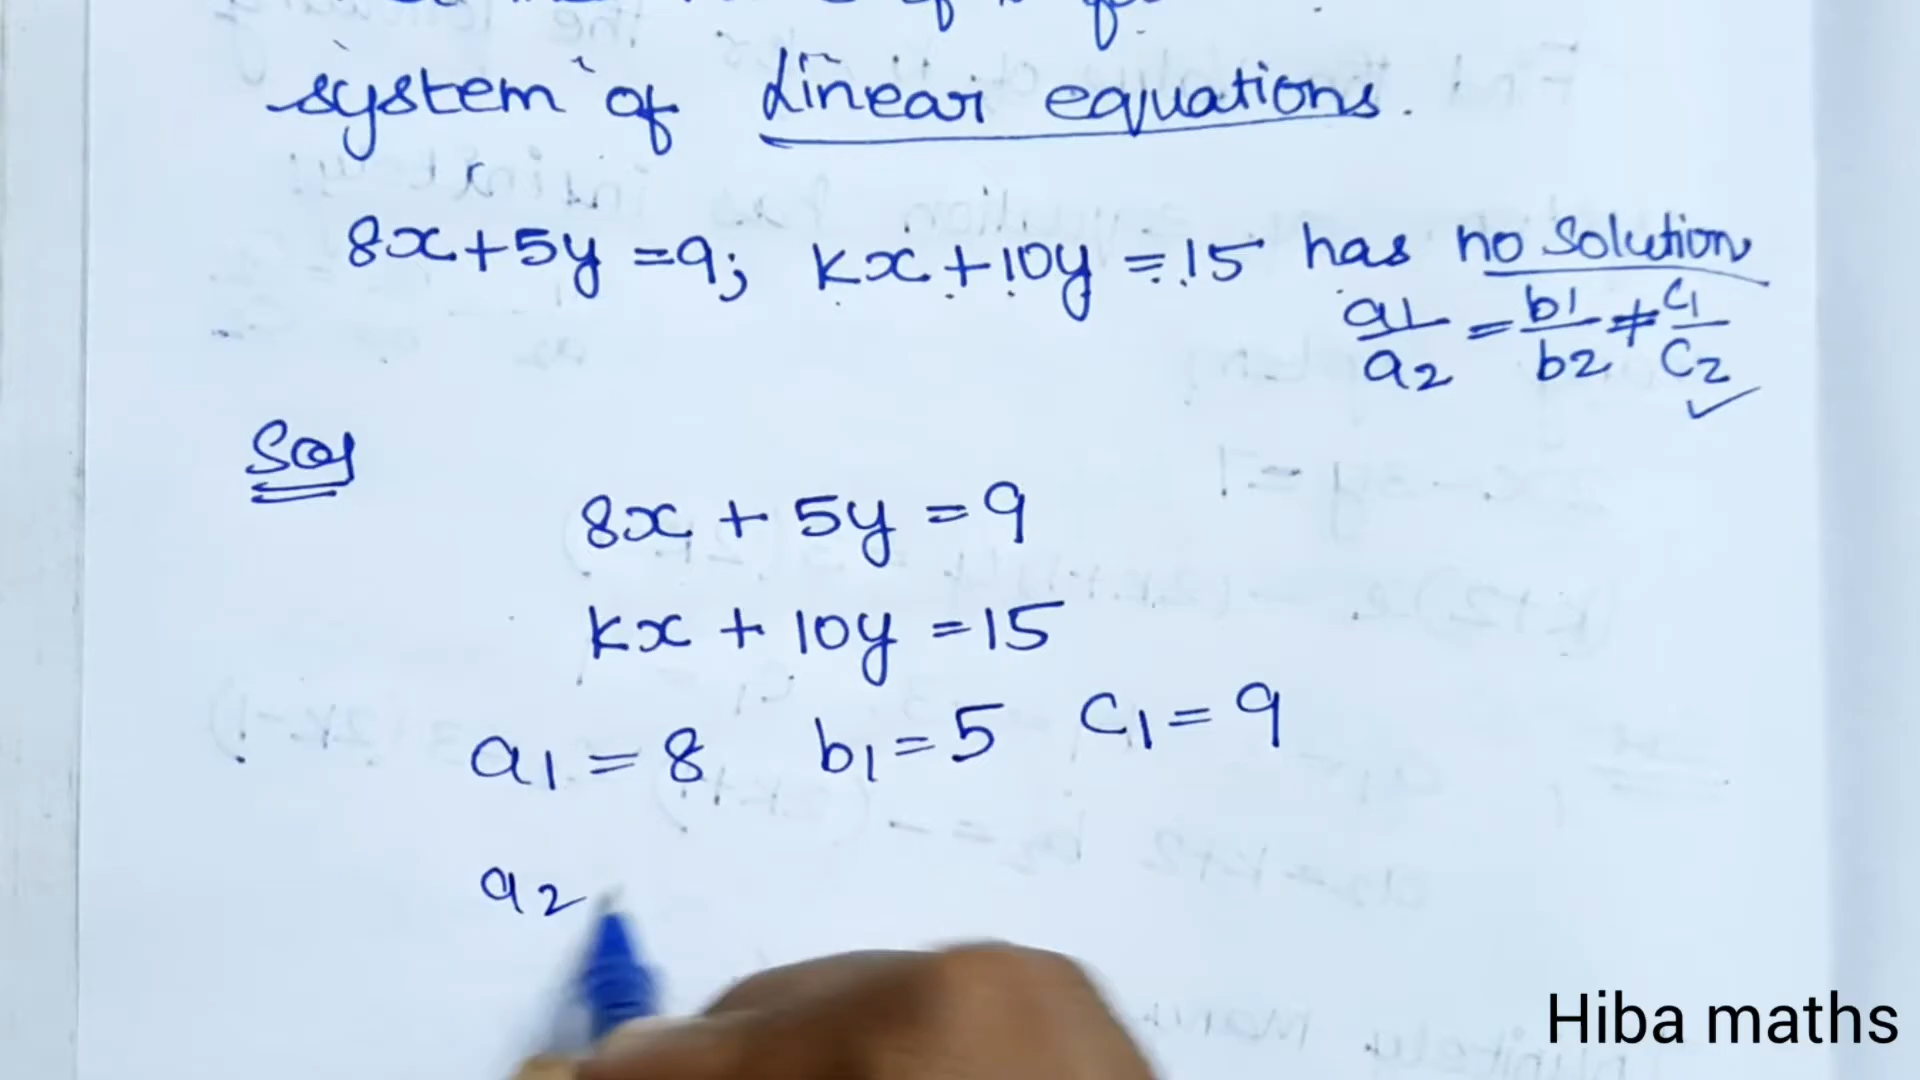 system of Linear equations.
8x+5y=9; kx+10y=15 has no solution
a1/a2 = b1/b2 ≠ c1/c2
Sol
8x + 5y = 9
kx + 10y = 15
a1 = 8 b1 = 5 c1 = 9
a2
Hiba maths